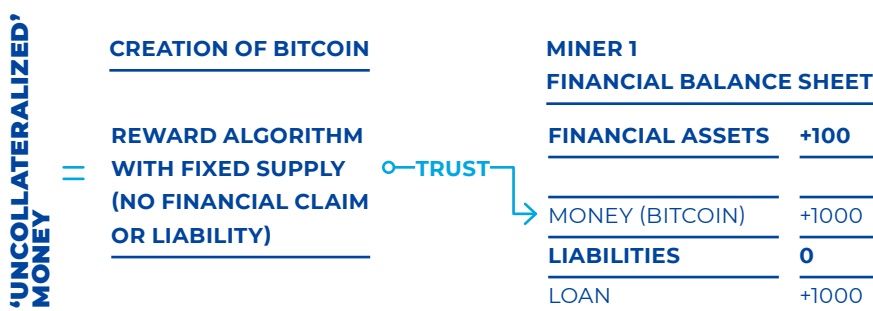 ‘UNCOLLATERALIZED’
MONEY
=
CREATION OF BITCOIN
REWARD ALGORITHM
WITH FIXED SUPPLY
(NO FINANCIAL CLAIM
OR LIABILITY)
TRUST
MINER 1
FINANCIAL BALANCE SHEET
FINANCIAL ASSETS +100
MONEY (BITCOIN) +1000
LIABILITIES 0
LOAN +1000